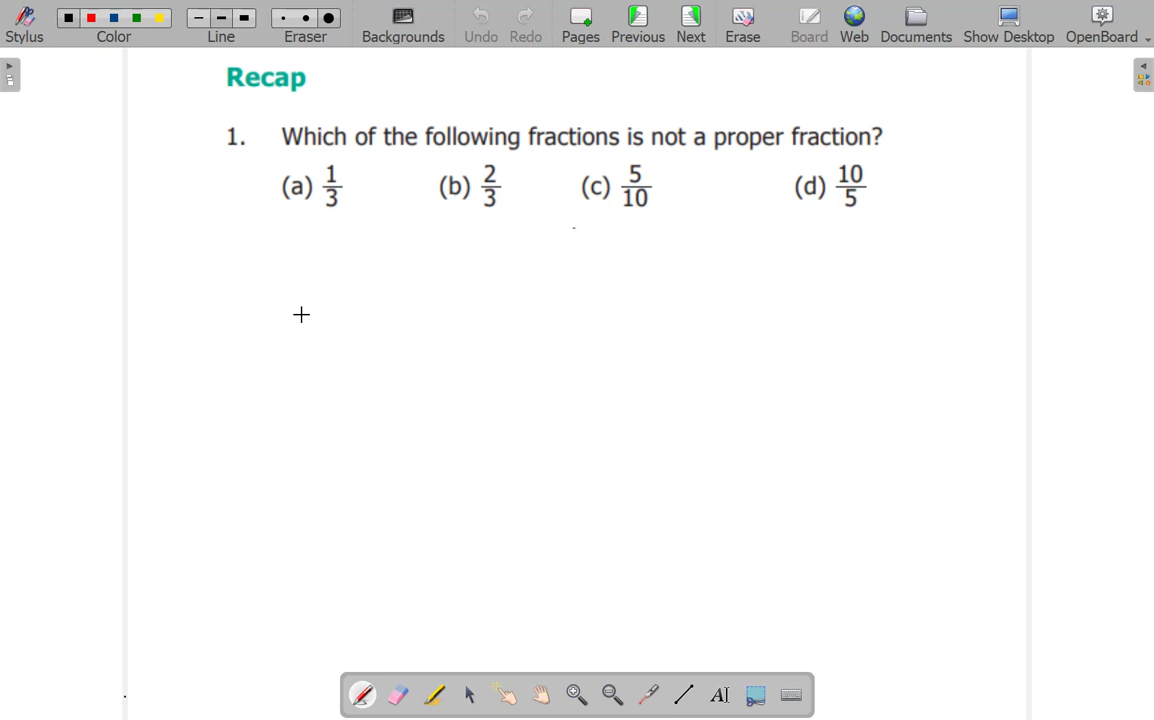 Stylus Color Line Eraser Backgrounds Undo Redo Pages Previous Next Erase Board Web Documents Show Desktop OpenBoard
Recap
1. Which of the following fractions is not a proper fraction?
(a) 1/3 (b) 2/3 (c) 5/10 (d) 10/5